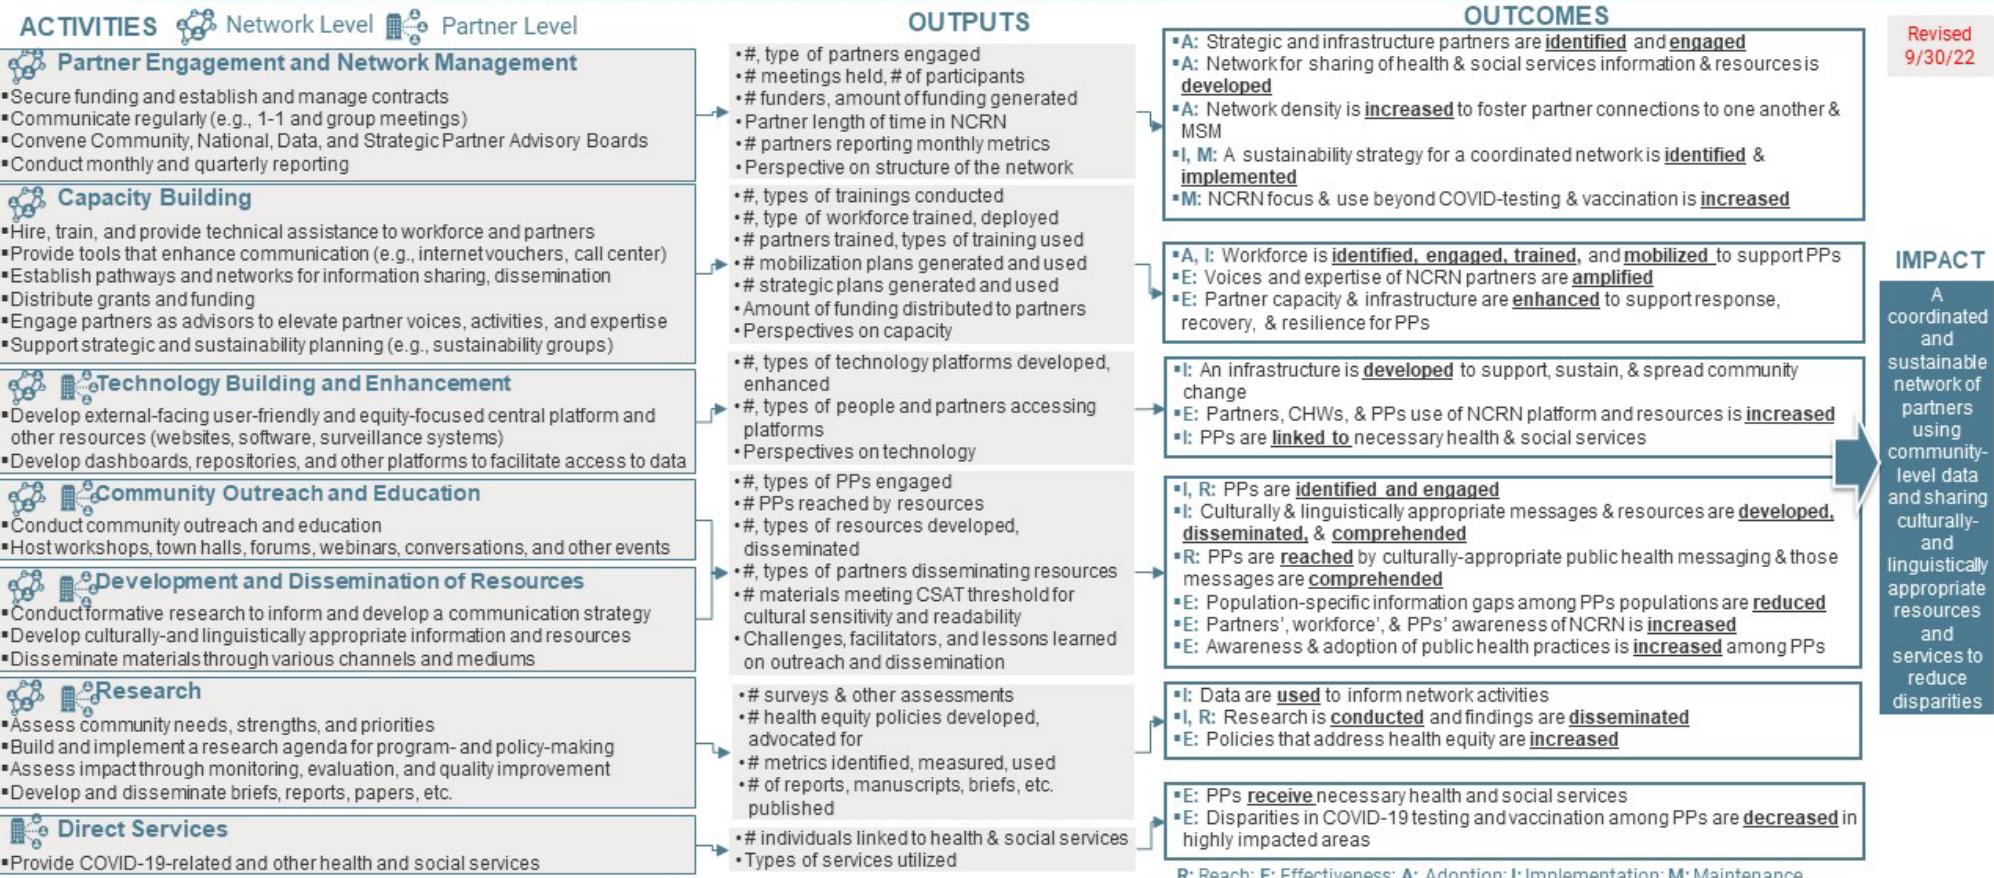 ACTIVITIES Network Level Partner Level
Partner Engagement and Network Management
▪Secure funding and establish and manage contracts
▪Communicate regularly (e.g., 1-1 and group meetings)
▪Convene Community, National, Data, and Strategic Partner Advisory Boards
▪Conduct monthly and quarterly reporting
Capacity Building
▪Hire, train, and provide technical assistance to workforce and partners
▪Provide tools that enhance communication (e.g., internet vouchers, call center)
▪Establish pathways and networks for information sharing, dissemination
▪Distribute grants and funding
▪Engage partners as advisors to elevate partner voices, activities, and expertise
▪Support strategic and sustainability planning (e.g., sustainability groups)
Technology Building and Enhancement
▪Develop external-facing user-friendly and equity-focused central platform and
other resources (websites, software, surveillance systems)
▪Develop dashboards, repositories, and other platforms to facilitate access to data
Community Outreach and Education
▪Conduct community outreach and education
▪Host workshops, town halls, forums, webinars, conversations, and other events
Development and Dissemination of Resources
▪Conduct formative research to inform and develop a communication strategy
▪Develop culturally-and linguistically appropriate information and resources
▪Disseminate materials through various channels and mediums
Research
▪Assess community needs, strengths, and priorities
▪Build and implement a research agenda for program- and policy-making
▪Assess impact through monitoring, evaluation, and quality improvement
▪Develop and disseminate briefs, reports, papers, etc.
Direct Services
▪Provide COVID-19-related and other health and social services
OUTPUTS
•#, type of partners engaged
•# meetings held, # of participants
•# funders, amount of funding generated
•Partner length of time in NCRN
•# partners reporting monthly metrics
•Perspective on structure of the network
•#, types of trainings conducted
•#, type of workforce trained, deployed
•# partners trained, types of training used
•# mobilization plans generated and used
•# strategic plans generated and used
•Amount of funding distributed to partners
•Perspectives on capacity
•#, types of technology platforms developed,
enhanced
•#, types of people and partners accessing
platforms
•Perspectives on technology
•#, types of PPs engaged
•# PPs reached by resources
•#, types of resources developed,
disseminated
•#, types of partners disseminating resources
•# materials meeting CSAT threshold for
cultural sensitivity and readability
•Challenges, facilitators, and lessons learned
on outreach and dissemination
•# surveys & other assessments
•# health equity policies developed,
advocated for
•# metrics identified, measured, used
•# of reports, manuscripts, briefs, etc.
published
•# individuals linked to health & social services
•Types of services utilized
OUTCOMES
▪A: Strategic and infrastructure partners are identified and engaged
▪A: Network for sharing of health & social services information & resources is
developed
▪A: Network density is increased to foster partner connections to one another &
MSM
▪I, M: A sustainability strategy for a coordinated network is identified &
implemented
▪M: NCRN focus & use beyond COVID-testing & vaccination is increased
▪A, I: Workforce is identified, engaged, trained, and mobilized to support PPs
▪E: Voices and expertise of NCRN partners are amplified
▪E: Partner capacity & infrastructure are enhanced to support response,
recovery, & resilience for PPs
▪I: An infrastructure is developed to support, sustain, & spread community
change
▪E: Partners, CHWs, & PPs use of NCRN platform and resources is increased
▪I: PPs are linked to necessary health & social services
▪I, R: PPs are identified and engaged
▪I: Culturally & linguistically appropriate messages & resources are developed,
disseminated, & comprehended
▪R: PPs are reached by culturally-appropriate public health messaging & those
messages are comprehended
▪E: Population-specific information gaps among PPs populations are reduced
▪E: Partners', workforce', & PPs' awareness of NCRN is increased
▪E: Awareness & adoption of public health practices is increased among PPs
▪I: Data are used to inform network activities
▪I, R: Research is conducted and findings are disseminated
▪E: Policies that address health equity are increased
▪E: PPs receive necessary health and social services
▪E: Disparities in COVID-19 testing and vaccination among PPs are decreased in
highly impacted areas
R: Reach; E: Effectiveness; A: Adoption; I: Implementation; M: Maintenance
Revised
9/30/22
IMPACT
A
coordinated
and
sustainable
network of
partners
using
community-
level data
and sharing
culturally-
and
linguistically
appropriate
resources
and
services to
reduce
disparities